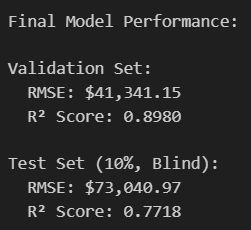 Final Model Performance:
Validation Set:
RMSE: $41,341.15
R² Score: 0.8980
Test Set (10%, Blind):
RMSE: $73,040.97
R² Score: 0.7718